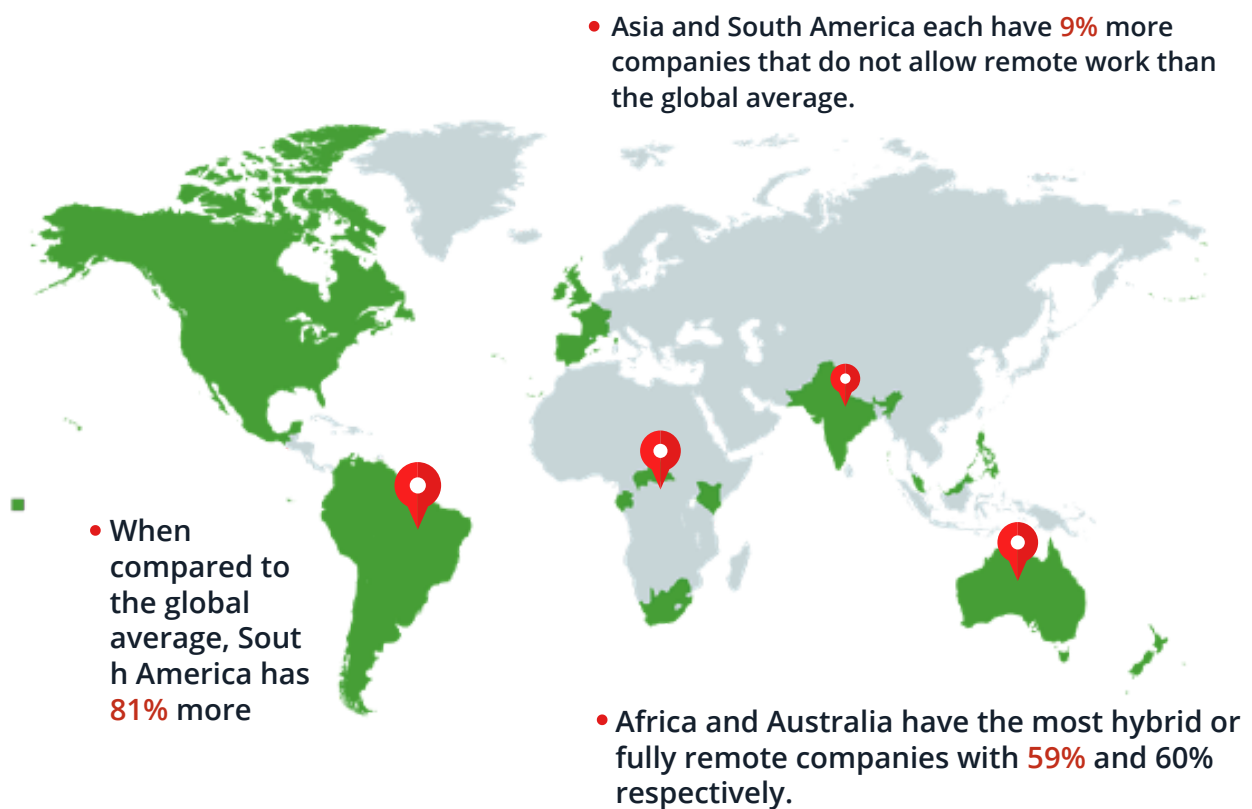 Asia and South America each have 9% more
companies that do not allow remote work than
the global average.
When
compared to
the global
average, Sout
h America has
81% more
Africa and Australia have the most hybrid or
fully remote companies with 59% and 60%
respectively.